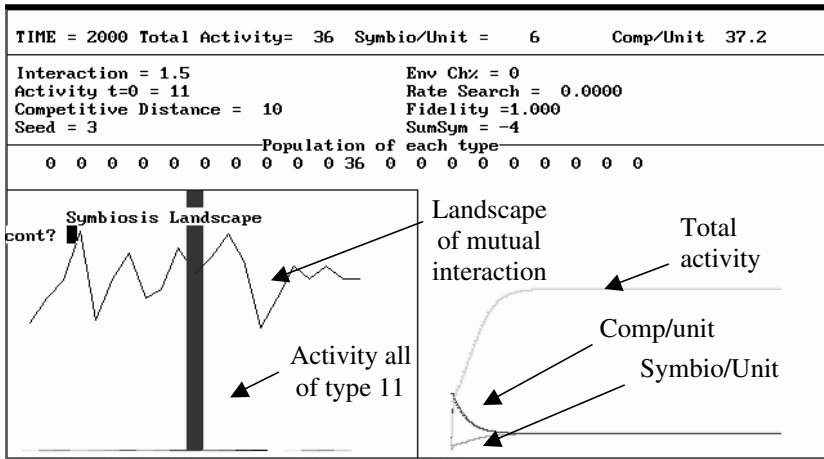 TIME = 2000 Total Activity= 36 Symbio/Unit = 6 Comp/Unit 37.2
Interaction = 1.5 Env Ch% = 0
Activity t=0 = 11 Rate Search = 0.0000
Competitive Distance = 10 Fidelity =1.000
Seed = 3 SumSym = -4
Population of each type
0 0 0 0 0 0 0 0 0 0 36 0 0 0 0 0 0 0 0 0
Symbiosis Landscape
cont?
Landscape
of mutual
interaction
Total
activity
Comp/unit
Symbio/Unit
Activity all
of type 11